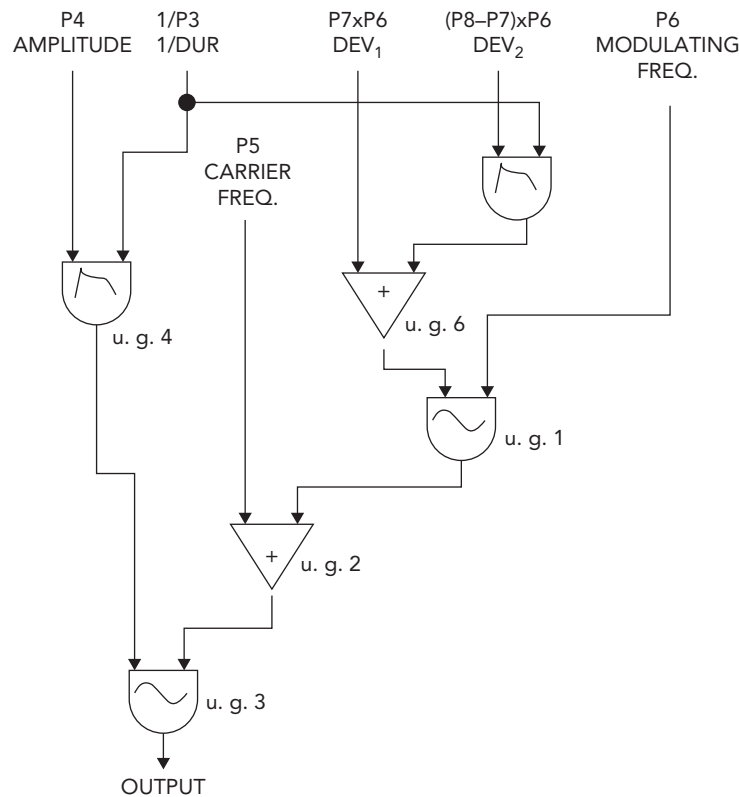 P4
AMPLITUDE
1/P3
1/DUR
P7xP6
DEV₁
(P8–P7)xP6
DEV₂
P6
MODULATING
FREQ.
P5
CARRIER
FREQ.
+
u. g. 6
u. g. 4
u. g. 1
+
u. g. 2
u. g. 3
OUTPUT